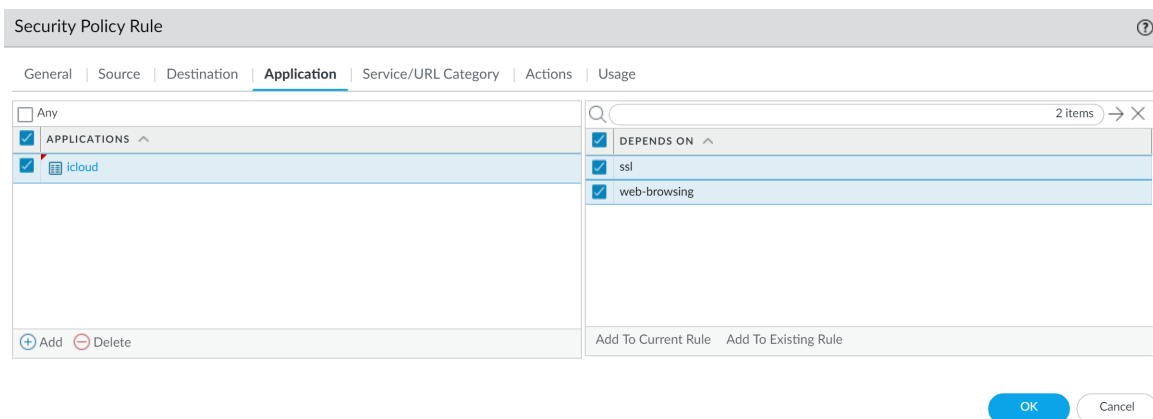 Security Policy Rule
General | Source | Destination | Application | Service/URL Category | Actions | Usage
Any
2 items
APPLICATIONS
DEPENDS ON
icloud
ssl
web-browsing
Add Delete
Add To Current Rule Add To Existing Rule
OK Cancel